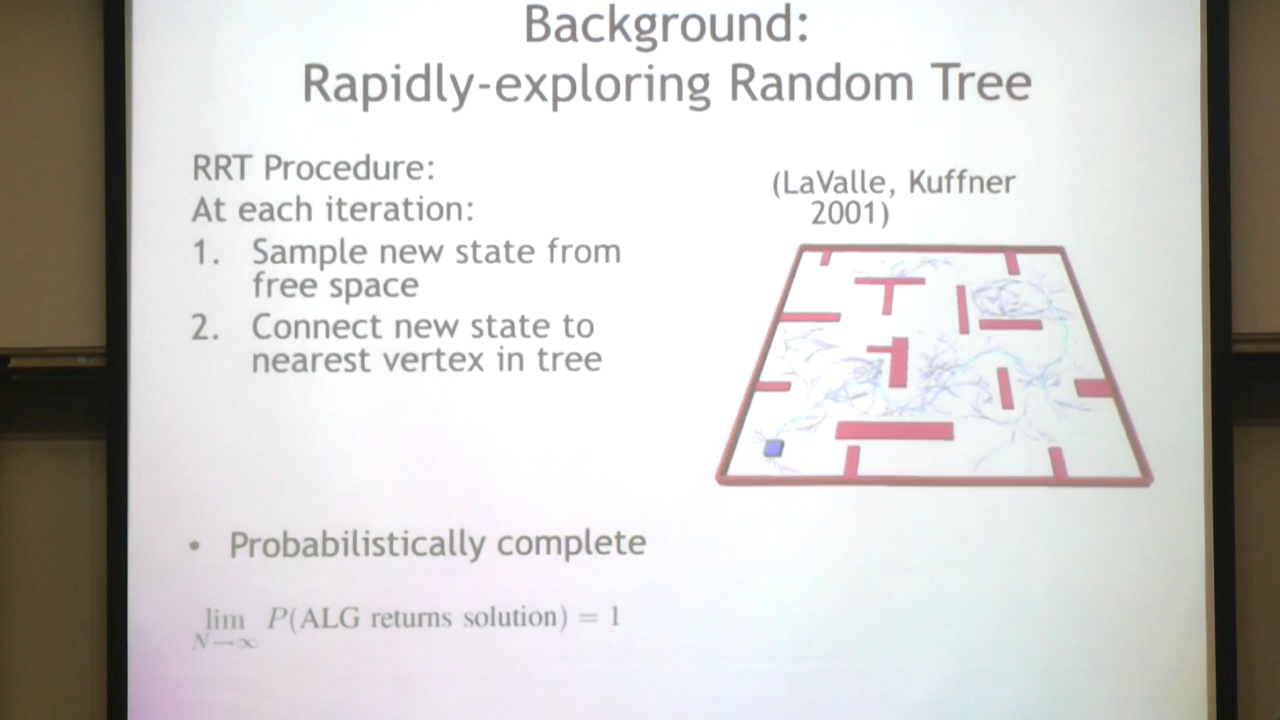 Background:
Rapidly-exploring Random Tree
RRT Procedure:
At each iteration:
1. Sample new state from
free space
2. Connect new state to
nearest vertex in tree
(LaValle, Kuffner
2001)
• Probabilistically complete
lim P(ALG returns solution) = 1
N→∞